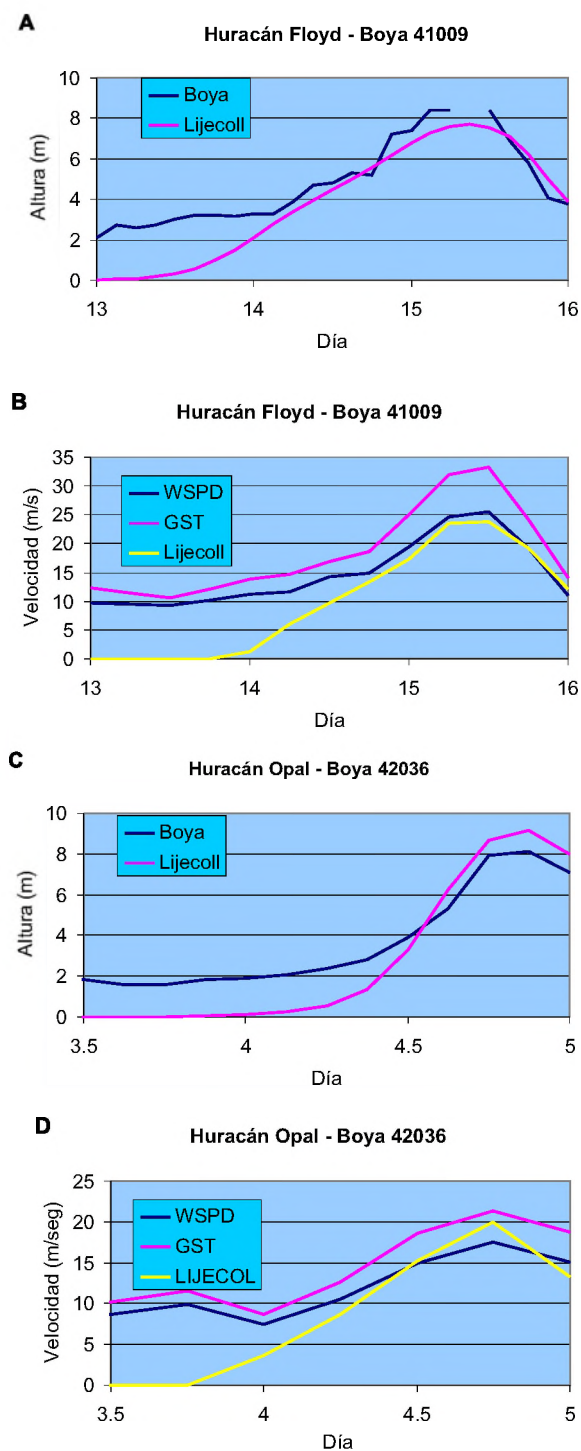 A
Huracán Floyd - Boya 41009
10
8
6
4
2
0
Altura (m)
Boya
Lijecoll
13 14 15 16
Día
B
Huracán Floyd - Boya 41009
35
30
25
20
15
10
5
0
Velocidad (m/s)
WSPD
GST
Lijecoll
13 14 15 16
Día
C
Huracán Opal - Boya 42036
10
8
6
4
2
0
Altura (m)
Boya
Lijecoll
3.5 4 4.5 5
Día
D
Huracán Opal - Boya 42036
25
20
15
10
5
0
Velocidad (m/seg)
WSPD
GST
LIJECOL
3.5 4 4.5 5
Día